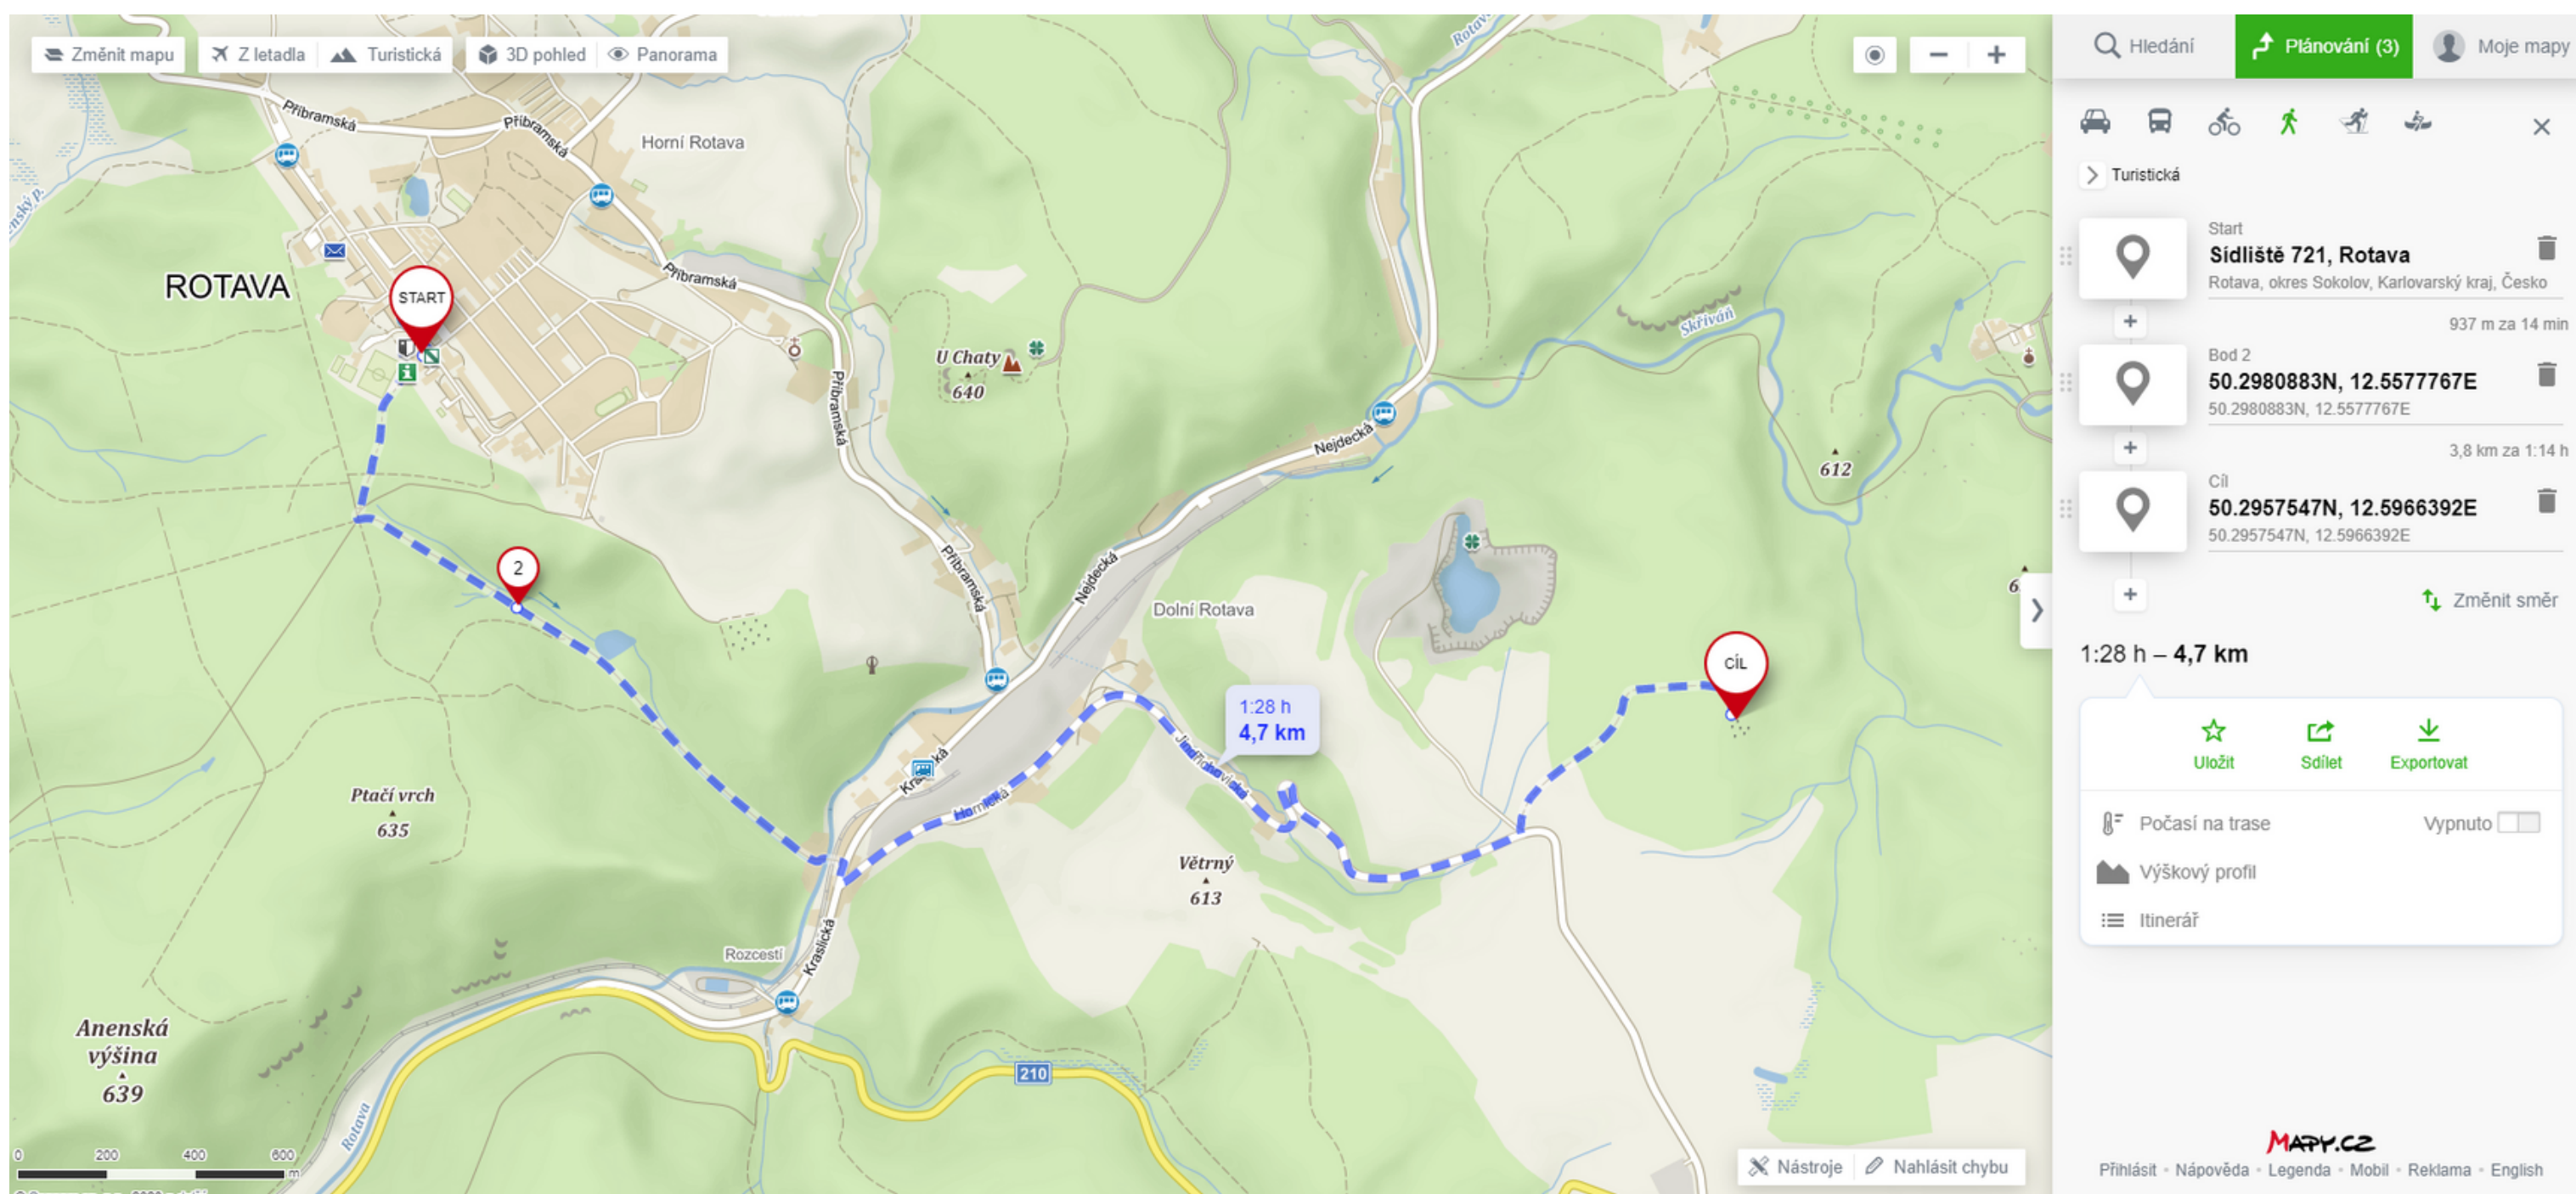 Změnit mapu
Z letadla
Turistická
3D pohled
Panorama
Hledání
Plánování (3)
Moje mapy
Turistická
Start
Sídliště 721, Rotava
Rotava, okres Sokolov, Karlovarský kraj, Česko
937 m za 14 min
Bod 2
50.2980883N, 12.5577767E
50.2980883N, 12.5577767E
3,8 km za 1:14 h
Cíl
50.2957547N, 12.5966392E
50.2957547N, 12.5966392E
Změnit směr
1:28 h – 4,7 km
Uložit
Sdílet
Exportovat
Počasí na trase
Vypnuto
Výškový profil
Itinerář
MAPY.CZ
Přihlásit
Nápověda
Legenda
Mobil
Reklama
English
Příbramská
Příbramská
Horní Rotava
ROTAVA
START
Příbramská
Příbramská
U Chaty
640
Skřiváň
Nejdecká
612
2
Příbramská
Nejdecká
Dolní Rotava
CÍL
1:28 h
4,7 km
Jindřichovická
Hornická
Ptačí vrch
635
Větrný
613
Rozcestí
Kraslická
Anenská
výšina
639
Rotava
210
0
200
400
600
m
Nástroje
Nahlásit chybu